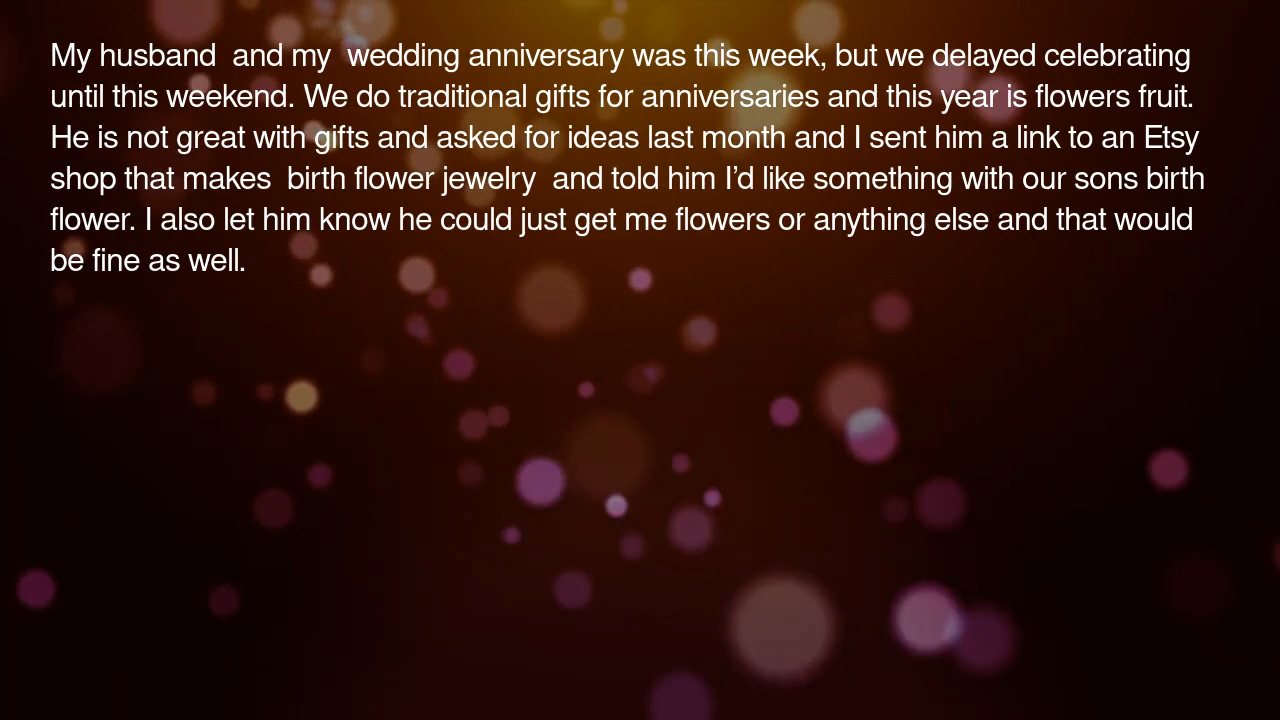 My husband  and my  wedding anniversary was this week, but we delayed celebrating
until this weekend. We do traditional gifts for anniversaries and this year is flowers fruit.
He is not great with gifts and asked for ideas last month and I sent him a link to an Etsy
shop that makes  birth flower jewelry  and told him I’d like something with our sons birth
flower. I also let him know he could just get me flowers or anything else and that would
be fine as well.